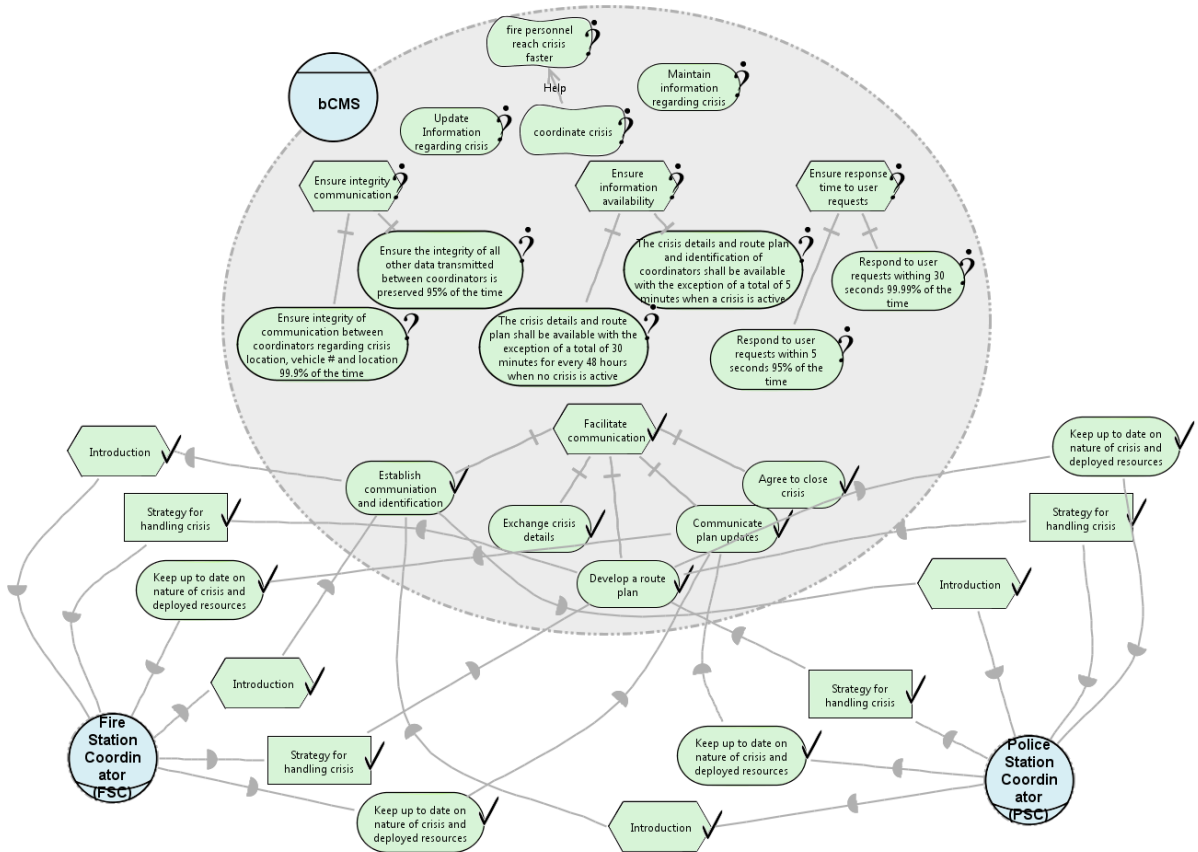 fire personnel
reach crisis
faster
Help
Maintain
information
regarding crisis
bCMS
Update
Information
regarding crisis
coordinate crisis
Ensure integrity
communication
Ensure
information
availability
Ensure response
time to user
requests
Ensure the integrity of all
other data transmitted
between coordinators is
preserved 95% of the time
The crisis details and route plan
and identification of
coordinators shall be available
with the exception of a total of 5
minutes when a crisis is active
Respond to user
requests withing 30
seconds 99.99% of the
time
Ensure integrity of
communication between
coordinators regarding crisis
location, vehicle # and location
99.9% of the time
The crisis details and route
plan shall be available with the
exception of a total of 30
minutes for every 48 hours
when no crisis is active
Respond to user
requests within 5
seconds 95% of the
time
Facilitate
communication
Introduction
Keep up to date on
nature of crisis and
deployed resources
Establish
communiation
and identification
Agree to close
crisis
Strategy for
handling crisis
Exchange crisis
details
Communicate
plan updates
Strategy for
handling crisis
Keep up to date on
nature of crisis and
deployed resources
Develop a route
plan
Introduction
Introduction
Strategy for
handling crisis
Fire
Station
Coordin
ator
(FSC)
Strategy for
handling crisis
Keep up to date on
nature of crisis and
deployed resources
Police
Station
Coordin
ator
(PSC)
Keep up to date on
nature of crisis and
deployed resources
Introduction